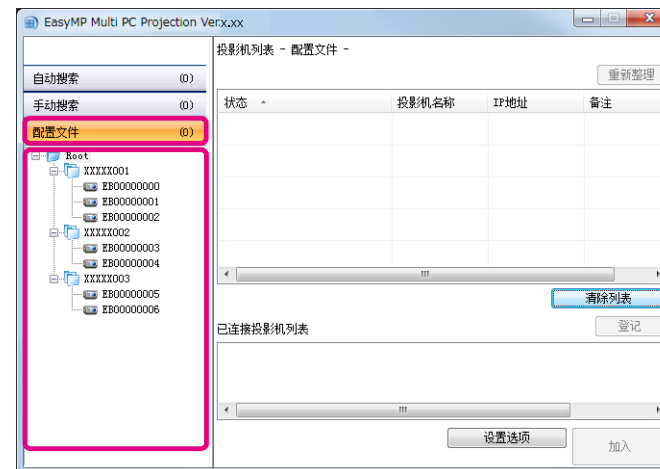 EasyMP Multi PC Projection Ver.x.xx
投影机列表 - 配置文件 -
自动搜索 (0)
重新整理
手动搜索 (0)
状态 投影机名称 IP地址 备注
配置文件 (0)
Root
XXXXX001
EB00000000
EB00000001
EB00000002
XXXXX002
EB00000003
EB00000004
XXXXX003
EB00000005
EB00000006
清除列表
登记
已连接投影机列表
设置选项
加入